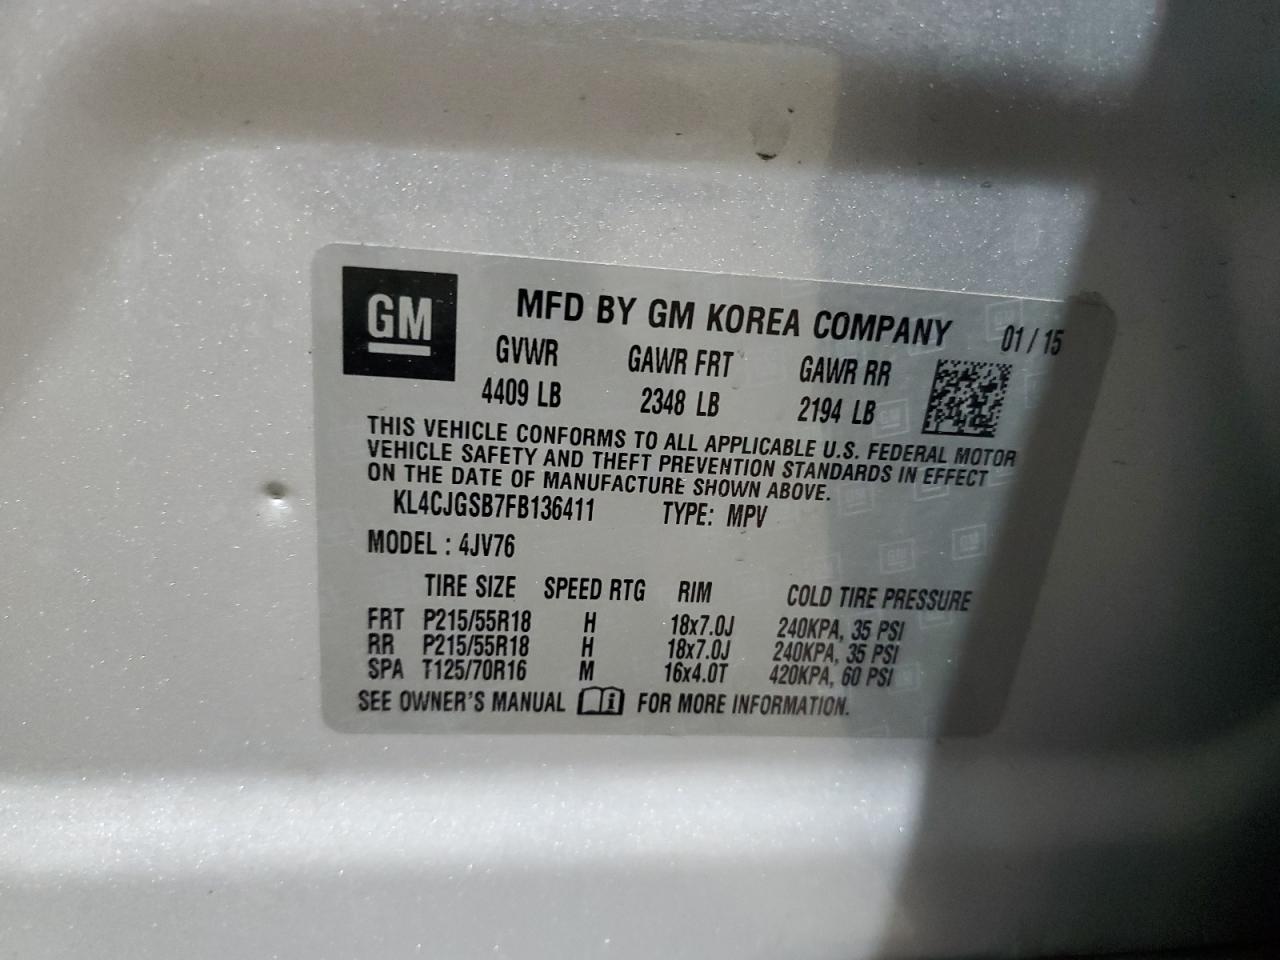 GM
MFD BY GM KOREA COMPANY 01 / 15
GVWR GAWR FRT GAWR RR
4409 LB 2348 LB 2194 LB
THIS VEHICLE CONFORMS TO ALL APPLICABLE U.S. FEDERAL MOTOR
VEHICLE SAFETY AND THEFT PREVENTION STANDARDS IN EFFECT
ON THE DATE OF MANUFACTURE SHOWN ABOVE.
KL4CJGSB7FB136411 TYPE: MPV
MODEL : 4JV76
TIRE SIZE SPEED RTG RIM COLD TIRE PRESSURE
FRT P215/55R18 H 18x7.0J 240KPA, 35 PSI
RR P215/55R18 H 18x7.0J 240KPA, 35 PSI
SPA T125/70R16 M 16x4.0T 420KPA, 60 PSI
SEE OWNER'S MANUAL FOR MORE INFORMATION.